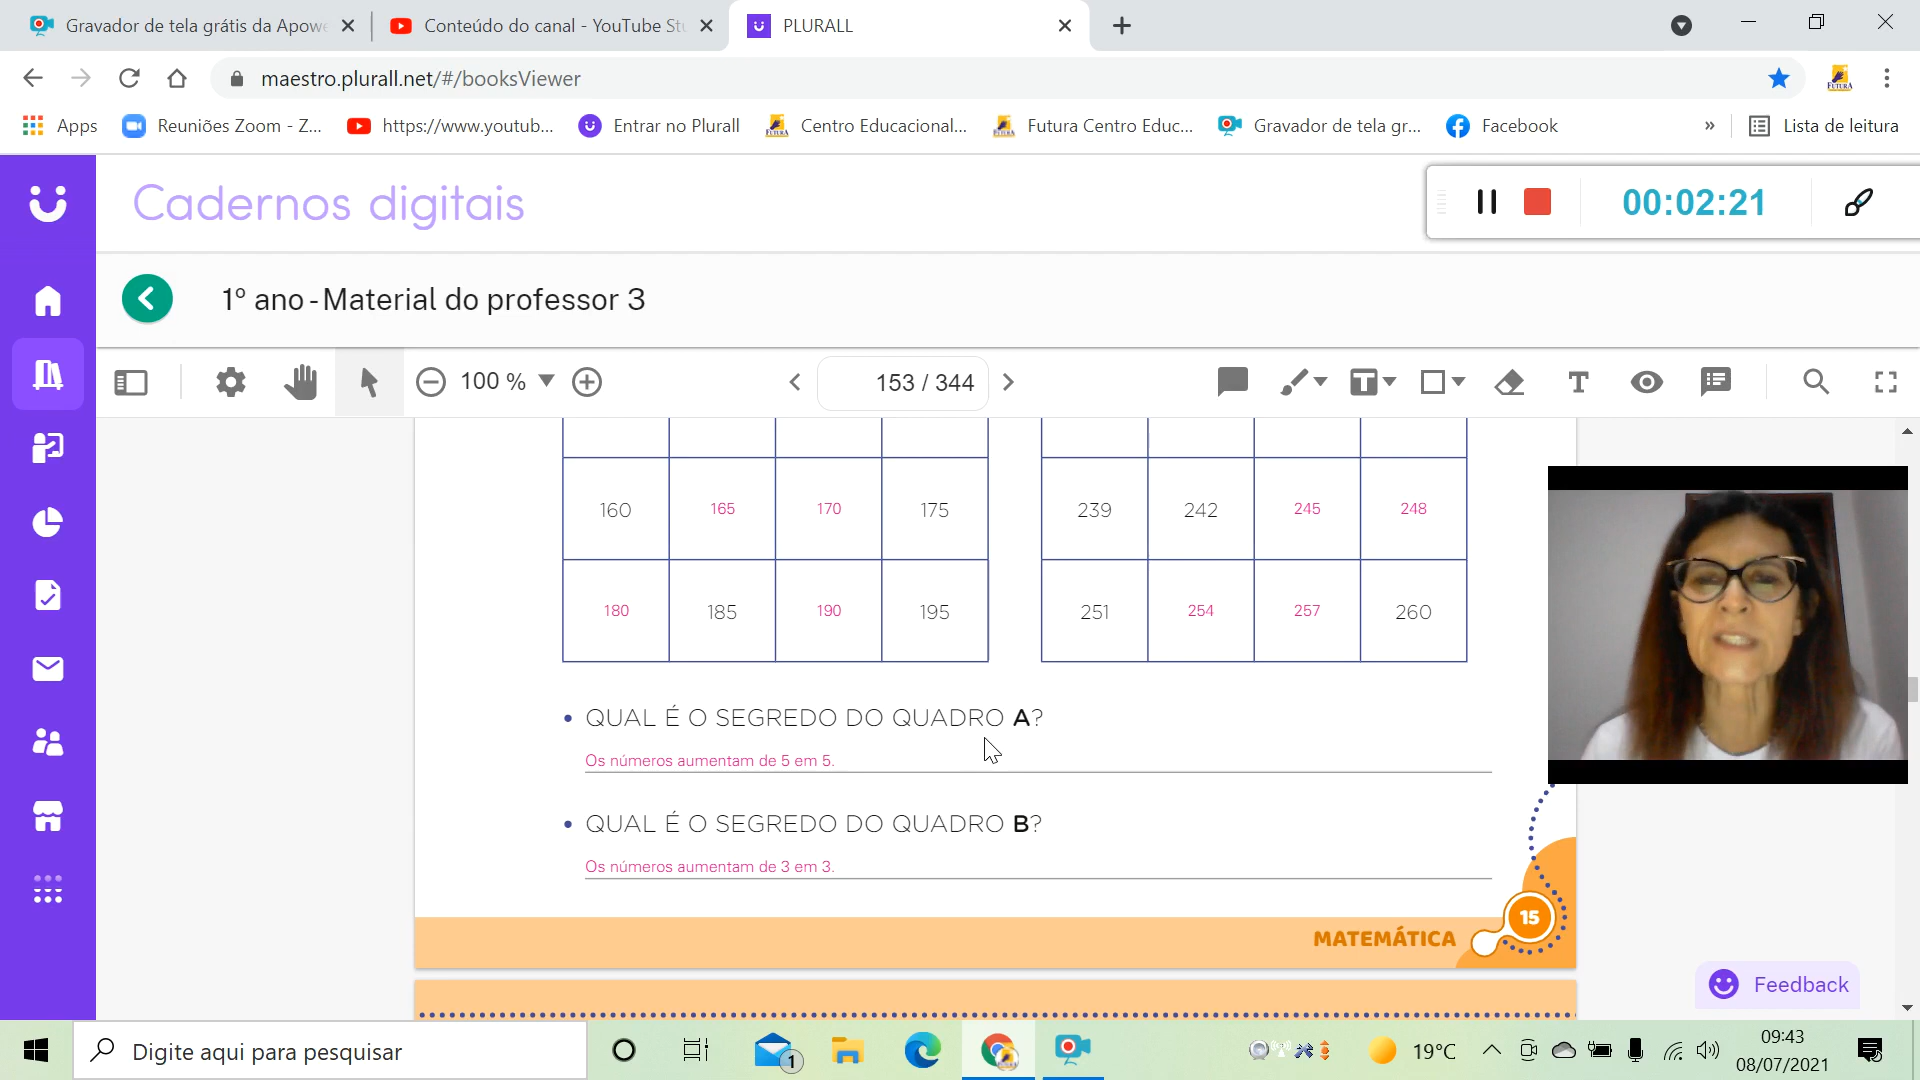 Gravador de tela grátis da Apowe
Conteúdo do canal - YouTube Stu
PLURALL
maestro.plurall.net/#/booksViewer
FUTURA
Apps
Reuniões Zoom - Z...
https://www.youtub...
Entrar no Plurall
Centro Educacional...
Futura Centro Educ...
Gravador de tela gr...
Facebook
»
Lista de leitura
Cadernos digitais
00:02:21
1º ano - Material do professor 3
100 %
153 / 344
160 165 170 175
180 185 190 195
239 242 245 248
251 254 257 260
• QUAL É O SEGREDO DO QUADRO A?
Os números aumentam de 5 em 5.
• QUAL É O SEGREDO DO QUADRO B?
Os números aumentam de 3 em 3.
MATEMÁTICA
15
Feedback
Digite aqui para pesquisar
1
19°C
09:43
08/07/2021